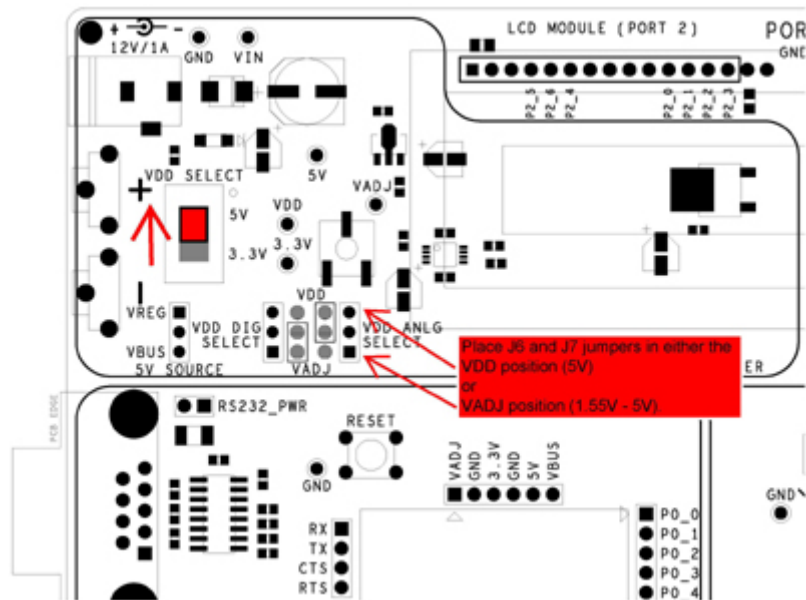 LCD MODULE (PORT 2)
POR
GND
+ -
12V/1A
GND
VIN
P2_5
P2_6
P2_4
P2_0
P2_1
P2_2
P2_3
VDD SELECT
+
5V
5V
VADJ
VDD
3.3V
3.3V
-
VREG
VDD
VDD DIG
SELECT
VDD ANLG
SELECT
VBUS
5V SOURCE
VADJ
Place J6 and J7 jumpers in either the
VDD position (5V)
or
VADJ position (1.55V - 5V).
ER
PCB EDGE
RS232_PWR
RESET
GND
VADJ
GND
3.3V
GND
5V
VBUS
GND
RX
TX
CTS
RTS
P0_0
P0_1
P0_2
P0_3
P0_4